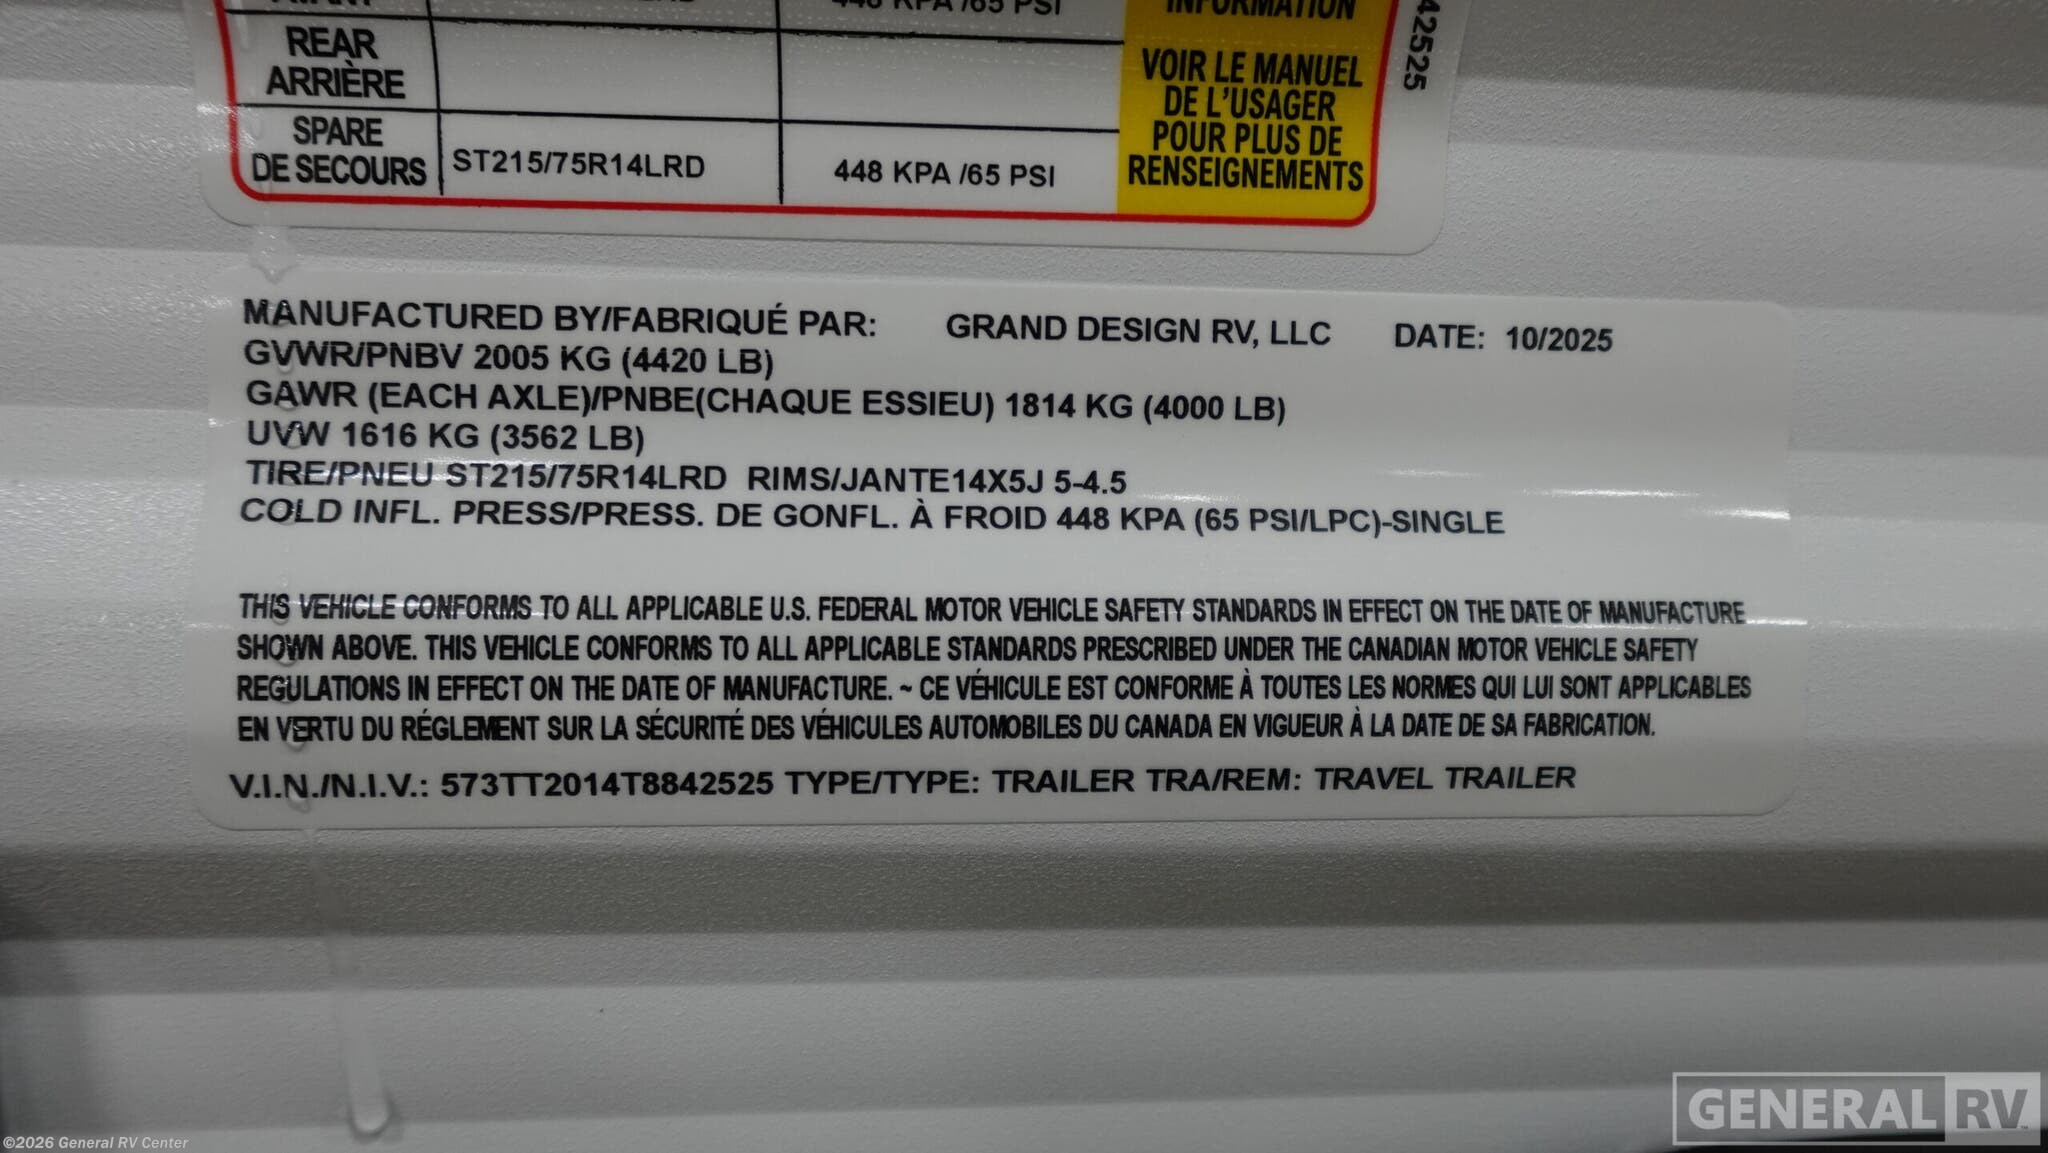 448 KPA /65 PSI
INFORMATION
REAR
ARRIÈRE
VOIR LE MANUEL
DE L'USAGER
POUR PLUS DE
RENSEIGNEMENTS
SPARE
DE SECOURS
ST215/75R14LRD
448 KPA /65 PSI
42525
MANUFACTURED BY/FABRIQUÉ PAR: GRAND DESIGN RV, LLC DATE: 10/2025
GVWR/PNBV 2005 KG (4420 LB)
GAWR (EACH AXLE)/PNBE(CHAQUE ESSIEU) 1814 KG (4000 LB)
UVW 1616 KG (3562 LB)
TIRE/PNEU ST215/75R14LRD RIMS/JANTE14X5J 5-4.5
COLD INFL. PRESS/PRESS. DE GONFL. À FROID 448 KPA (65 PSI/LPC)-SINGLE
THIS VEHICLE CONFORMS TO ALL APPLICABLE U.S. FEDERAL MOTOR VEHICLE SAFETY STANDARDS IN EFFECT ON THE DATE OF MANUFACTURE
SHOWN ABOVE. THIS VEHICLE CONFORMS TO ALL APPLICABLE STANDARDS PRESCRIBED UNDER THE CANADIAN MOTOR VEHICLE SAFETY
REGULATIONS IN EFFECT ON THE DATE OF MANUFACTURE. ~ CE VÉHICULE EST CONFORME À TOUTES LES NORMES QUI LUI SONT APPLICABLES
EN VERTU DU RÉGLEMENT SUR LA SÉCURITÉ DES VÉHICULES AUTOMOBILES DU CANADA EN VIGUEUR À LA DATE DE SA FABRICATION.
V.I.N./N.I.V.: 573TT2014T8842525 TYPE/TYPE: TRAILER TRA/REM: TRAVEL TRAILER
GENERAL RV
©2026 General RV Center